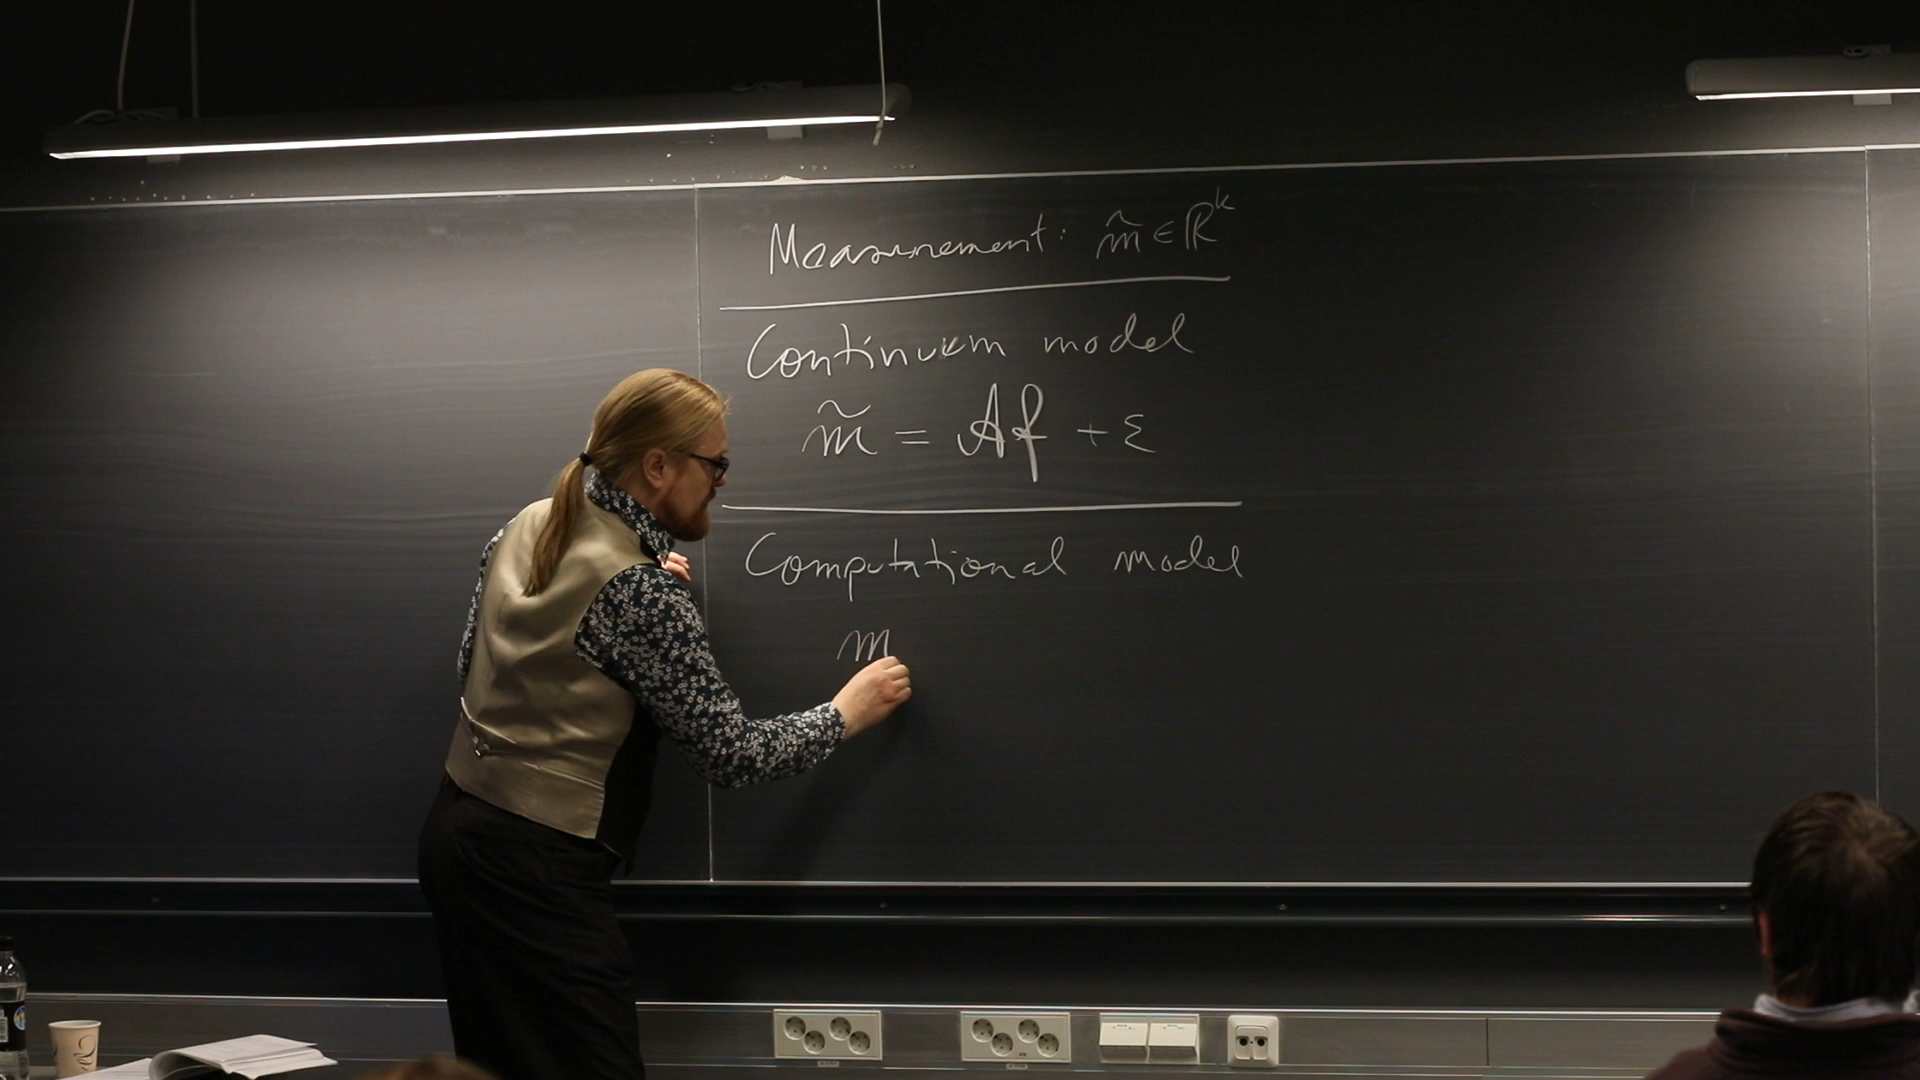 Measurement: m̃ ∈ ℝᵏ
Continuum model
m̃ = 𝒜f + ε
Computational model
m